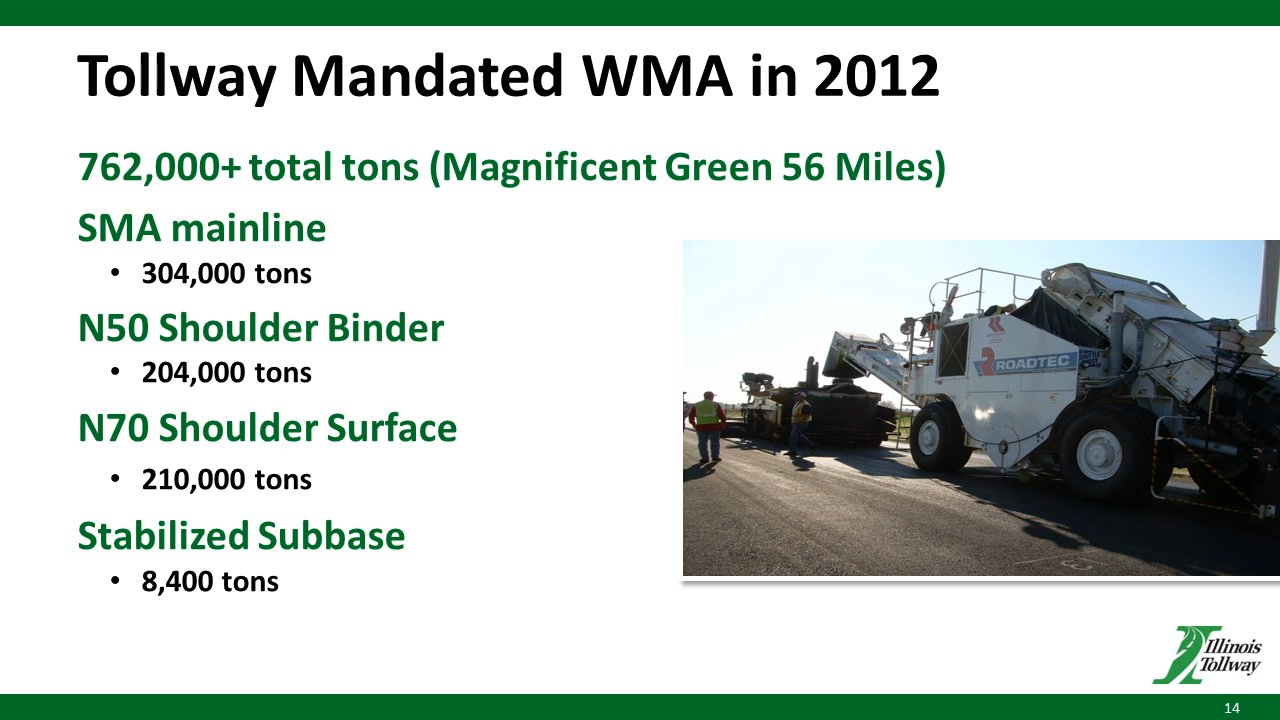 Tollway Mandated WMA in 2012
762,000+ total tons (Magnificent Green 56 Miles)
SMA mainline
• 304,000 tons
N50 Shoulder Binder
• 204,000 tons
N70 Shoulder Surface
• 210,000 tons
Stabilized Subbase
• 8,400 tons
ROADTEC
Illinois
Tollway
14